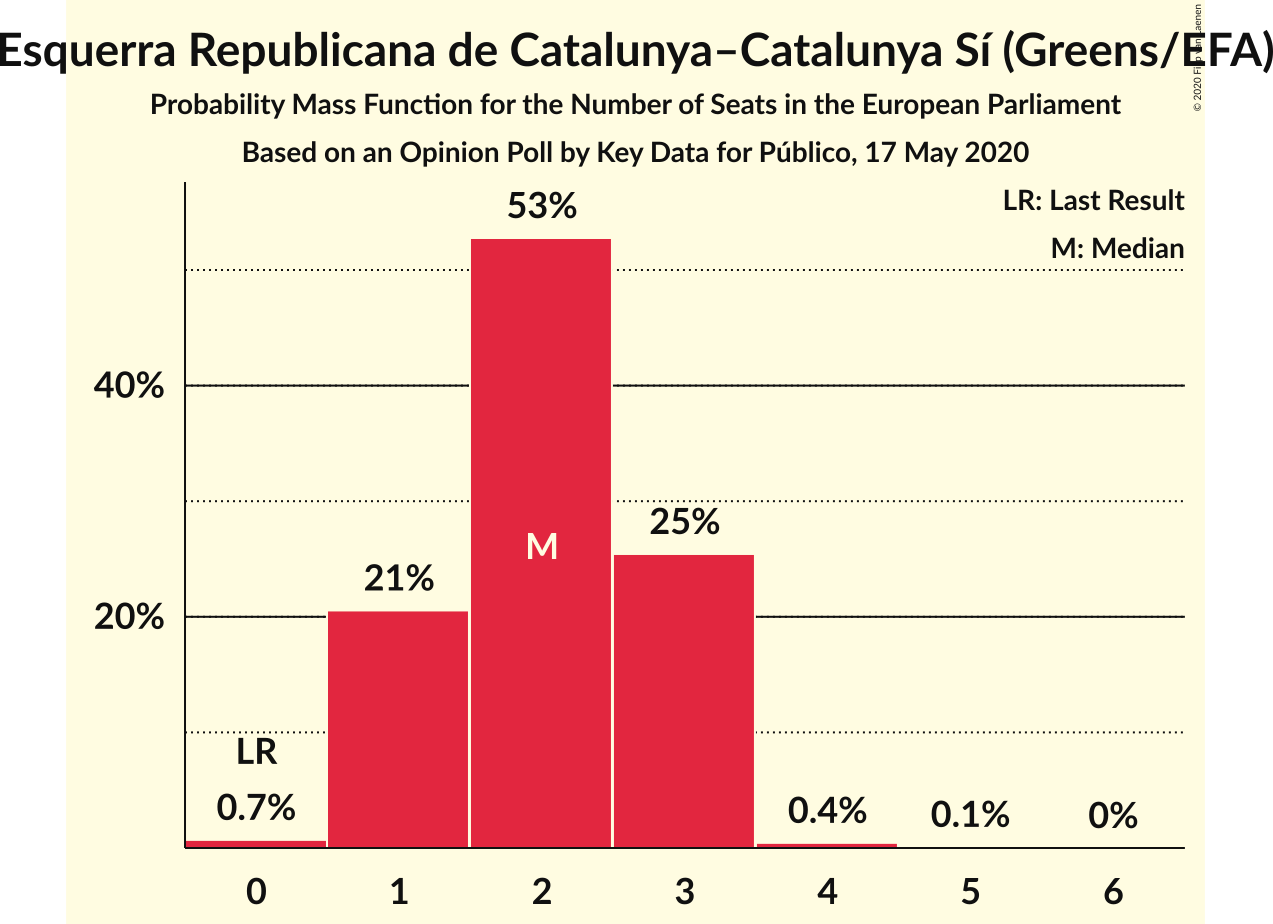 Esquerra Republicana de Catalunya–Catalunya Sí (Greens/EFA)
Probability Mass Function for the Number of Seats in the European Parliament
Based on an Opinion Poll by Key Data for Público, 17 May 2020
© 2020
LR: Last Result
M: Median
53%
40%
25%
M
21%
20%
LR
0.7%
0.4%
0.1%
0%
0 1 2 3 4 5 6